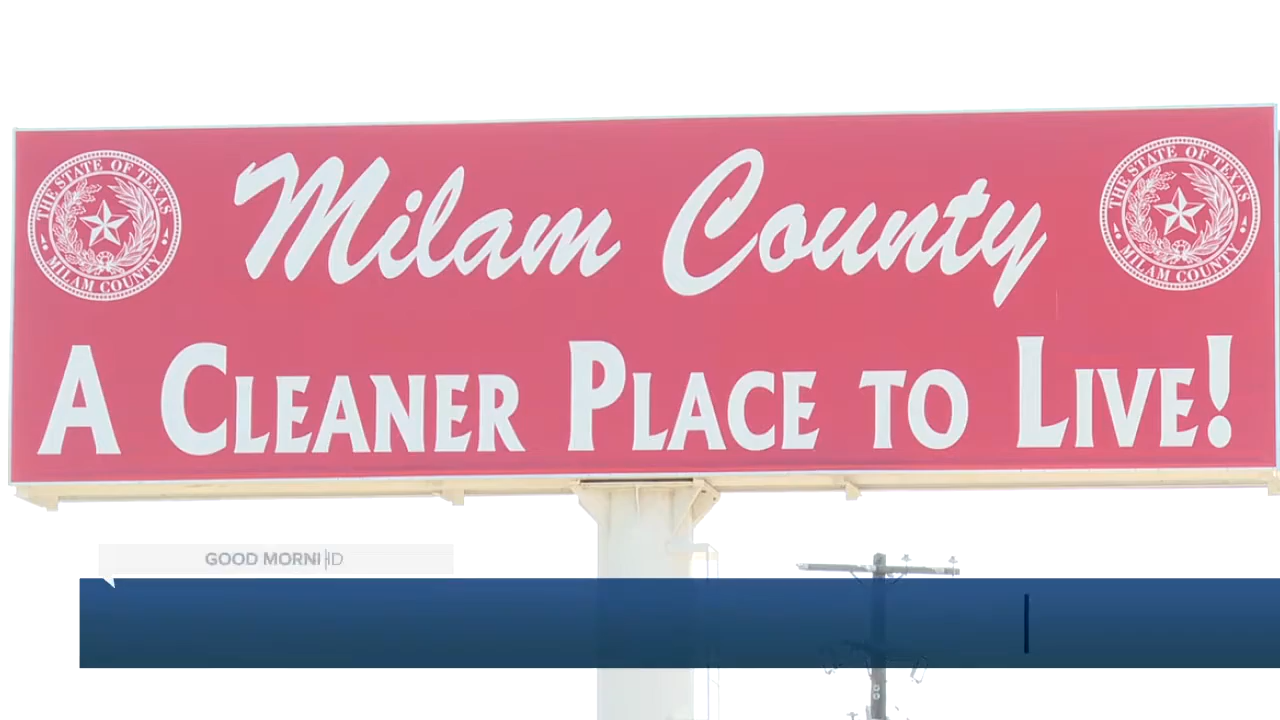 Milam County
THE STATE OF TEXAS
MILAM COUNTY
THE STATE OF TEXAS
MILAM COUNTY
A CLEANER PLACE TO LIVE!
GOOD MORNI